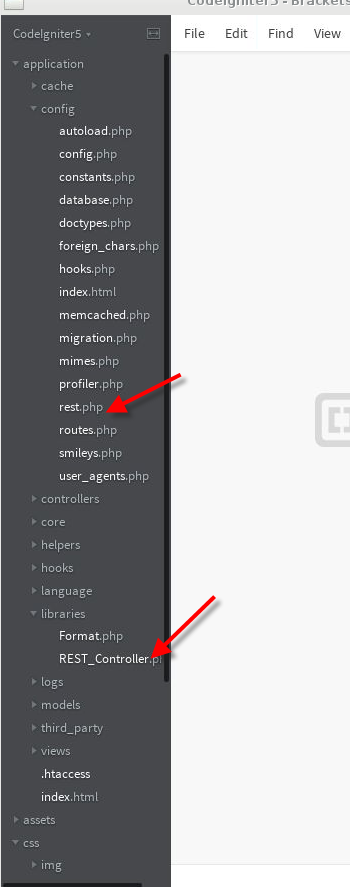 CodeIgniter5 - Brackets
CodeIgniter5
File Edit Find View
application
cache
config
autoload.php
config.php
constants.php
database.php
doctypes.php
foreign_chars.php
hooks.php
index.html
memcached.php
migration.php
mimes.php
profiler.php
rest.php
routes.php
smileys.php
user_agents.php
controllers
core
helpers
hooks
language
libraries
Format.php
REST_Controller.p
logs
models
third_party
views
.htaccess
index.html
assets
css
img